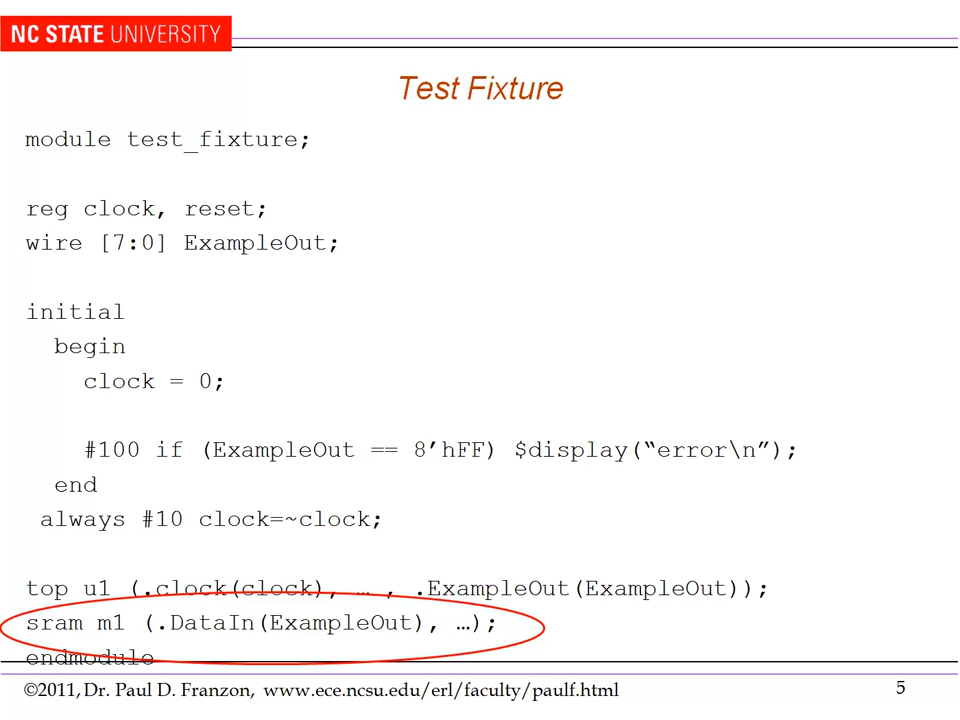 NC STATE UNIVERSITY
Test Fixture
module test_fixture;
reg clock, reset;
wire [7:0] ExampleOut;
initial
begin
clock = 0;
#100 if (ExampleOut == 8’hFF) $display(“error\n”);
end
always #10 clock=~clock;
top u1 (.clock(clock), … , .ExampleOut(ExampleOut));
sram m1 (.DataIn(ExampleOut), …);
endmodule
©2011, Dr. Paul D. Franzon, www.ece.ncsu.edu/erl/faculty/paulf.html 5